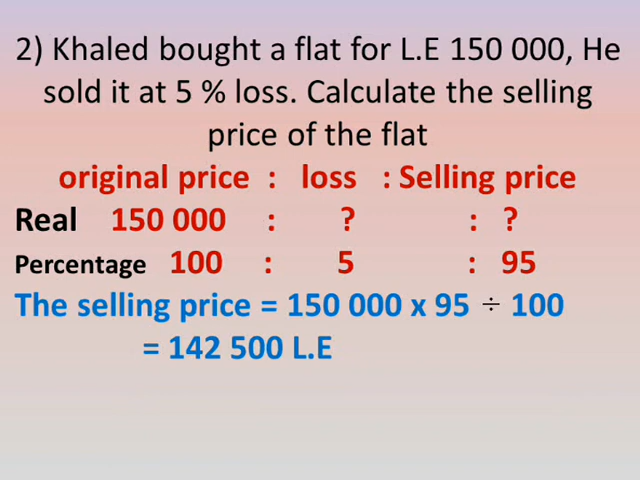 2) Khaled bought a flat for L.E 150 000, He
sold it at 5 % loss. Calculate the selling
price of the flat
original price : loss : Selling price
Real 150 000 : ? : ?
Percentage 100 : 5 : 95
The selling price = 150 000 x 95 ÷ 100
= 142 500 L.E